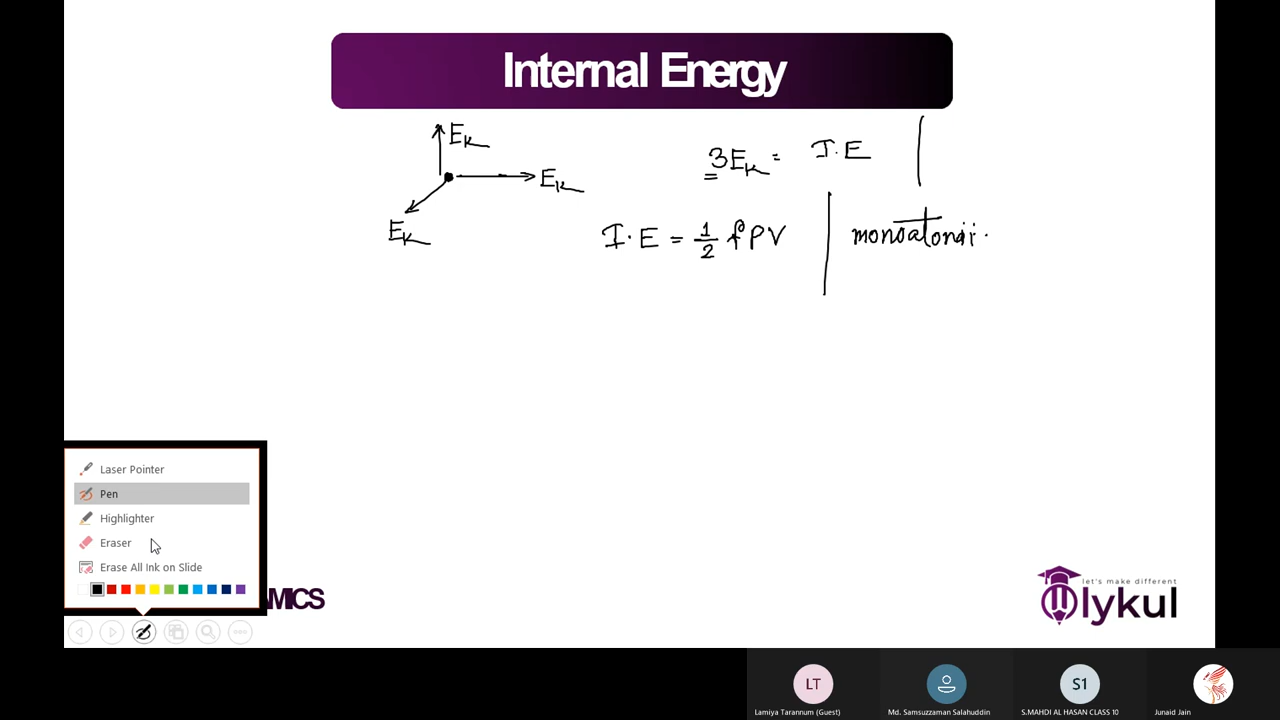 Internal Energy
EK
EK
EK
3EK = I.E
I.E = 1/2 fPV
Laser Pointer
Pen
Highlighter
Eraser
Erase All Ink on Slide
MICS
let's make different
lykul
LT
S1
Lamiya Tarannum (Guest)
Md. Samsuzzaman Salahuddin
S.MAHDI AL HASAN CLASS 10
Junaid Jain